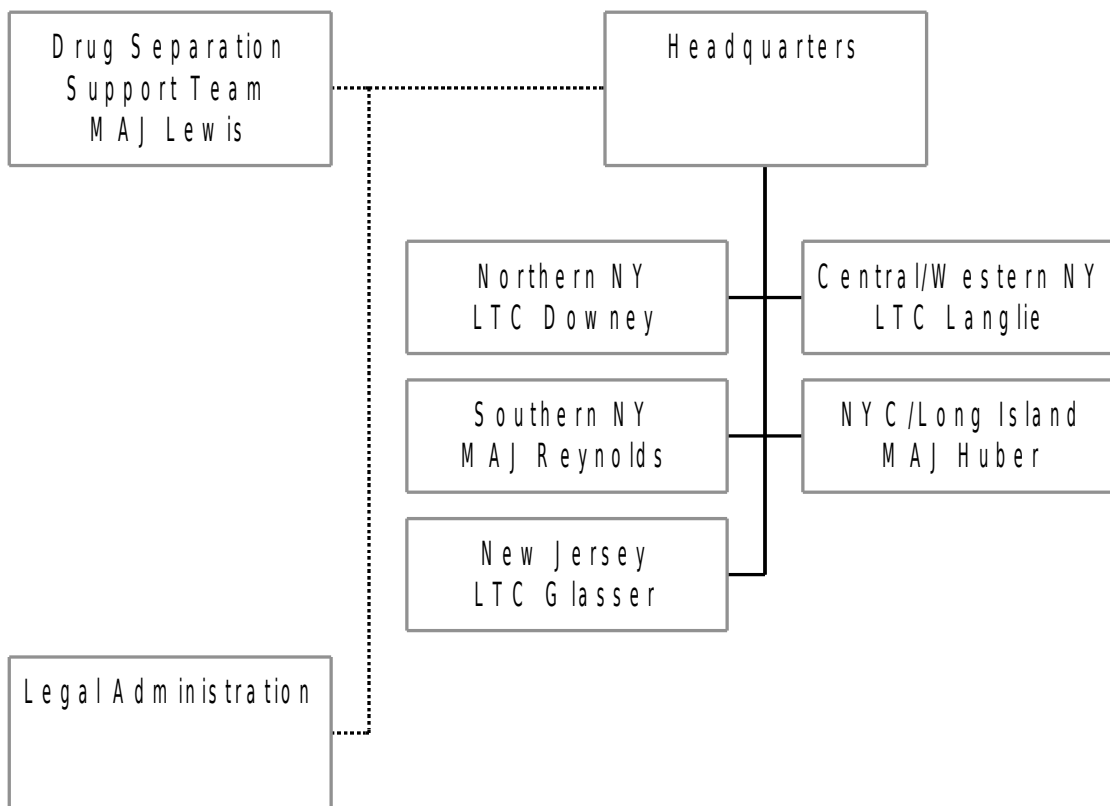 Drug Separation
Support Team
MAJ Lewis
Headquarters
Northern NY
LTC Downey
Central/Western NY
LTC Langlie
Southern NY
MAJ Reynolds
NYC/Long Island
MAJ Huber
New Jersey
LTC Glasser
Legal Administration